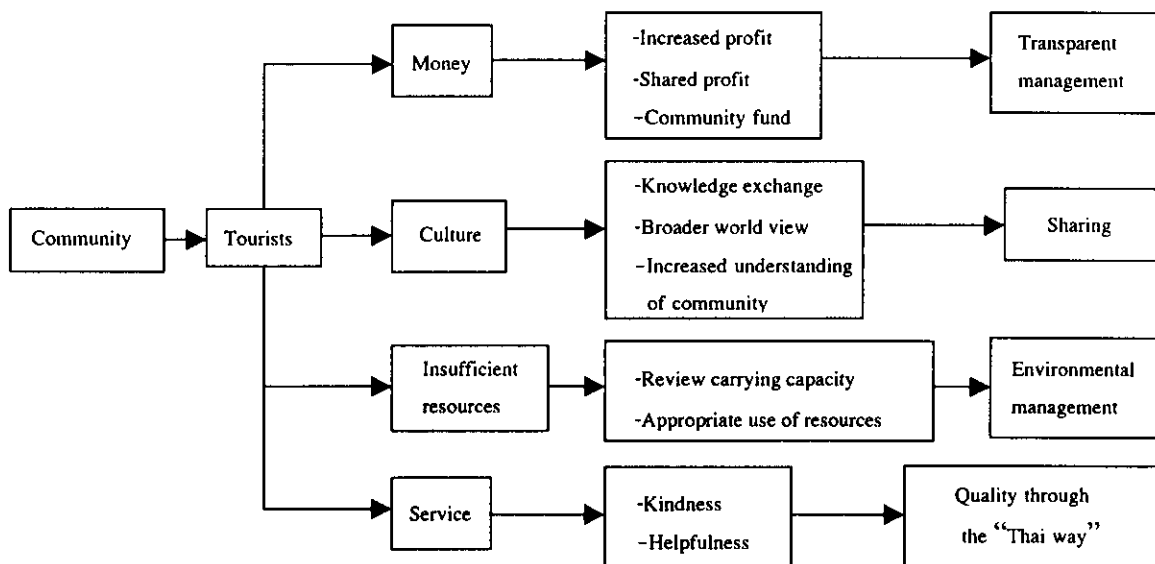 Community
Tourists
Money
-Increased profit
-Shared profit
-Community fund
Transparent
management
Culture
-Knowledge exchange
-Broader world view
-Increased understanding
of community
Sharing
Insufficient
resources
-Review carrying capacity
-Appropriate use of resources
Environmental
management
Service
-Kindness
-Helpfulness
Quality through
the “Thai way”